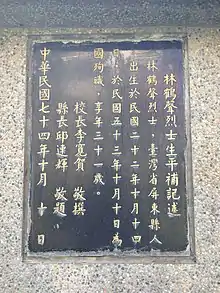 林鶴聲烈士生平補記述
林鶴聲烈士，臺灣省屏東縣人
，出生於民國二十二年十月十四
日，於民國五十三年十月十日為
國殉職，享年三十一歲。
校長李寬賀 敬撰
縣長邱連輝 敬題
中華民國七十四年十月 日